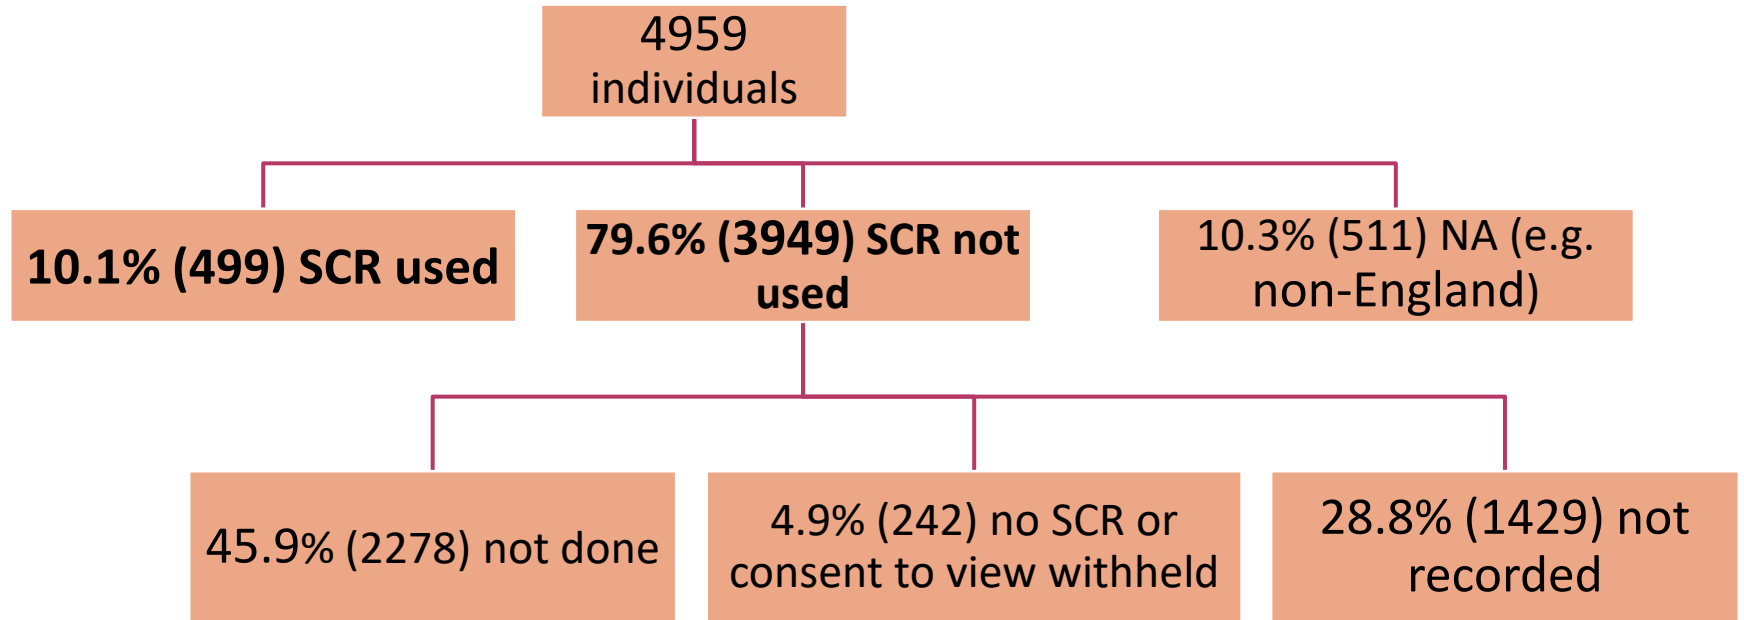 4959
individuals
10.1% (499) SCR used
79.6% (3949) SCR not
used
10.3% (511) NA (e.g.
non-England)
45.9% (2278) not done
4.9% (242) no SCR or
consent to view withheld
28.8% (1429) not
recorded